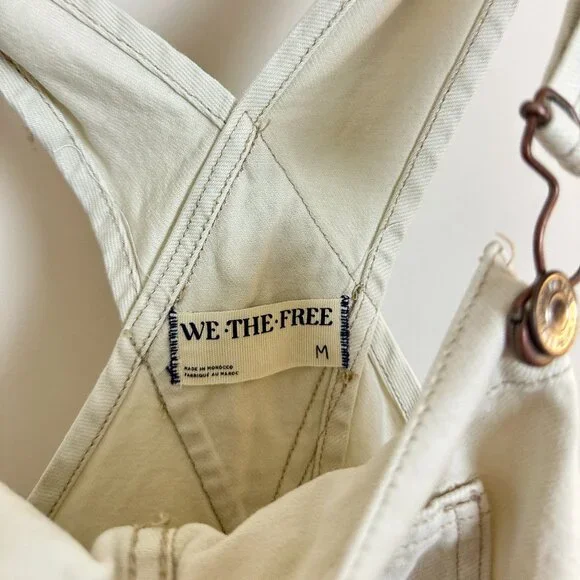 WE·THE·FREE
M
MADE IN MOROCCO
FABRIQUÉ AU MAROC